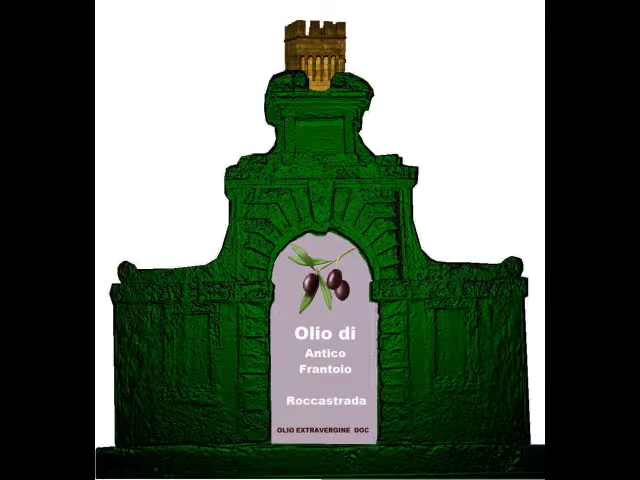 Olio di
Antico
Frantoio
Roccastrada
OLIO EXTRAVERGINE DOC